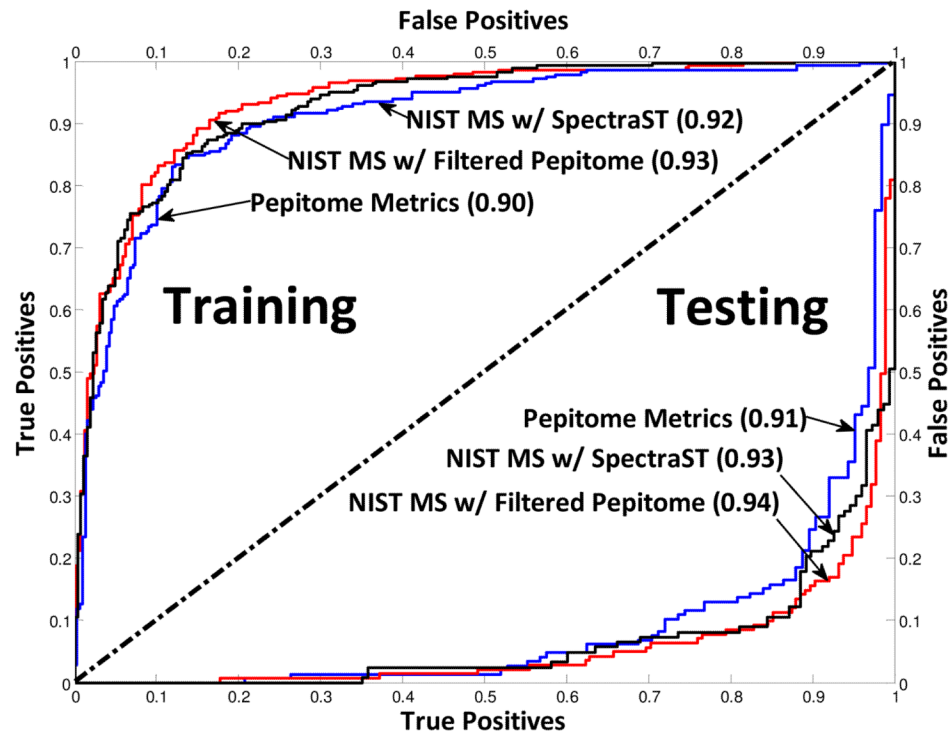 False Positives
0 0.1 0.2 0.3 0.4 0.5 0.6 0.7 0.8 0.9 1
1 1
0.9 0.9
NIST MS w/ SpectraST (0.92)
NIST MS w/ Filtered Pepitome (0.93)
0.8 0.8
Pepitome Metrics (0.90)
0.7 0.7
Training Testing
0.6 0.6
True Positives
False Positives
0.5 0.5
Pepitome Metrics (0.91)
0.4 0.4
NIST MS w/ SpectraST (0.93)
NIST MS w/ Filtered Pepitome (0.94)
0.3 0.3
0.2 0.2
0.1 0.1
0 0
0 0.1 0.2 0.3 0.4 0.5 0.6 0.7 0.8 0.9 1
True Positives